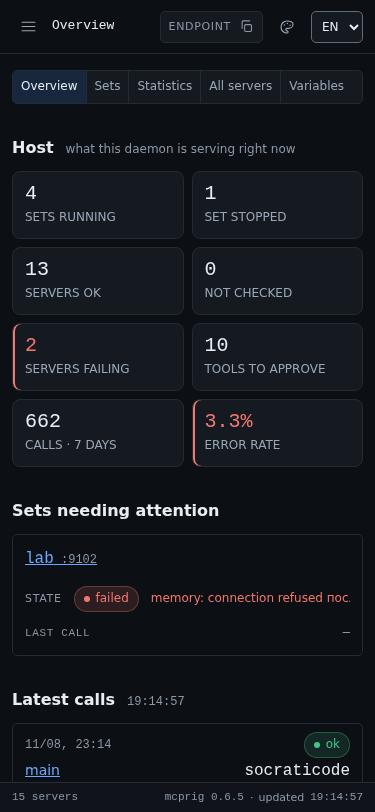 Overview ENDPOINT EN
Overview Sets Statistics All servers Variables
Host what this daemon is serving right now
4
SETS RUNNING
1
SET STOPPED
13
SERVERS OK
0
NOT CHECKED
2
SERVERS FAILING
10
TOOLS TO APPROVE
662
CALLS · 7 DAYS
3.3%
ERROR RATE
Sets needing attention
lab :9102
STATE failed memory: connection refused пос.
LAST CALL —
Latest calls 19:14:57
11/08, 23:14 ok
main socraticode
15 servers mcprig 0.6.5 · updated 19:14:57